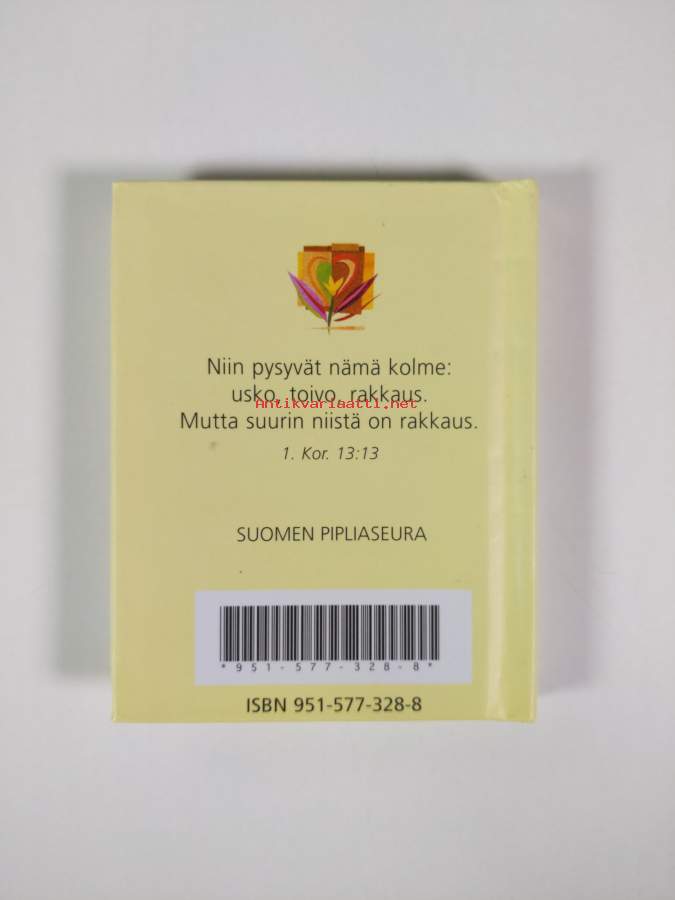 Niin pysyvät nämä kolme:
usko, toivo, rakkaus.
Antikvariaatti.net
Mutta suurin niistä on rakkaus.
1. Kor. 13:13
SUOMEN PIPLIASEURA
*951-577-328-8*
ISBN 951-577-328-8